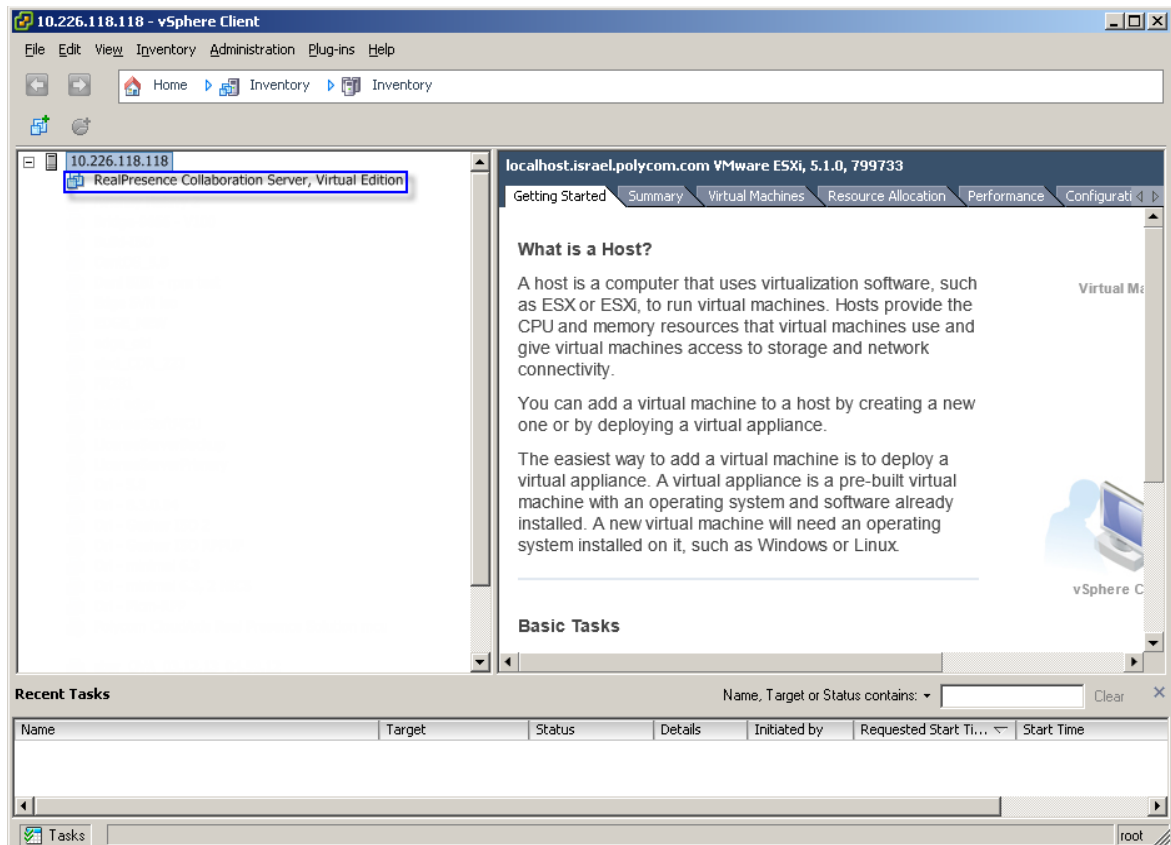 10.226.118.118 - vSphere Client
File Edit View Inventory Administration Plug-ins Help
Home Inventory Inventory
10.226.118.118
RealPresence Collaboration Server, Virtual Edition
localhost.israel.polycom.com VMware ESXi, 5.1.0, 799733
Getting Started Summary Virtual Machines Resource Allocation Performance Configurati
What is a Host?
A host is a computer that uses virtualization software, such
as ESX or ESXi, to run virtual machines. Hosts provide the
CPU and memory resources that virtual machines use and
give virtual machines access to storage and network
connectivity.
You can add a virtual machine to a host by creating a new
one or by deploying a virtual appliance.
The easiest way to add a virtual machine is to deploy a
virtual appliance. A virtual appliance is a pre-built virtual
machine with an operating system and software already
installed. A new virtual machine will need an operating
system installed on it, such as Windows or Linux.
Virtual Ma
vSphere C
Basic Tasks
Recent Tasks
Name, Target or Status contains:
Clear
Name Target Status Details Initiated by Requested Start Ti... Start Time
Tasks
root